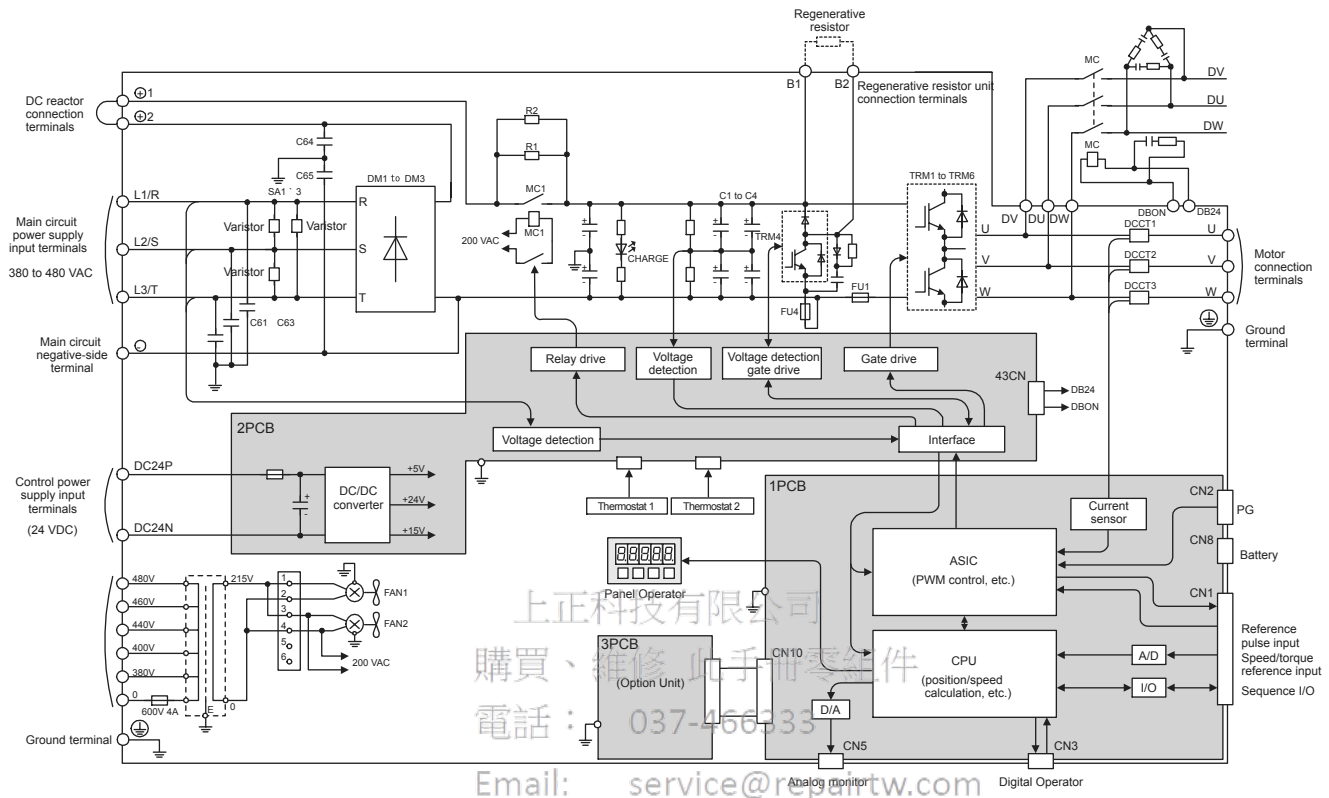 Regenerative
resistor
B1
B2
Regenerative resistor unit
connection terminals
MC
DV
DU
DW
MC
DBON
DB24
DV
DU
DW
DC reactor
connection
terminals
⊕1
⊕2
C64
C65
R2
R1
MC1
MC1
200 VAC
CHARGE
C1 to C4
TRM4
FU4
FU1
TRM1 to TRM6
DM1 to DM3
R
S
T
SA1 ` 3
Varistor
Varistor
Varistor
C61
C63
Main circuit
power supply
input terminals
380 to 480 VAC
L1/R
L2/S
L3/T
Main circuit
negative-side
terminal
U
V
W
DCCT1
DCCT2
DCCT3
U
V
W
Motor
connection
terminals
Ground
terminal
Relay drive
Voltage
detection
Voltage detection
gate drive
Gate drive
43CN
DB24
DBON
2PCB
Voltage detection
Interface
Control power
supply input
terminals
(24 VDC)
DC24P
DC24N
DC/DC
converter
+5V
+24V
+15V
Thermostat 1
Thermostat 2
1PCB
Current
sensor
CN2
PG
CN8
Battery
CN1
ASIC
(PWM control, etc.)
CPU
(position/speed
calculation, etc.)
A/D
I/O
D/A
Reference
pulse input
Speed/torque
reference input
Sequence I/O
Panel Operator
3PCB
(Option Unit)
CN10
CN5
Analog monitor
CN3
Digital Operator
480V
460V
440V
400V
380V
0
600V 4A
215V
0
E
1
2
3
4
5
6
FAN1
FAN2
200 VAC
Ground terminal
上正科技有限公司
購買、維修 此手冊零組件
電話： 037-466333
Email: service@repairtw.com